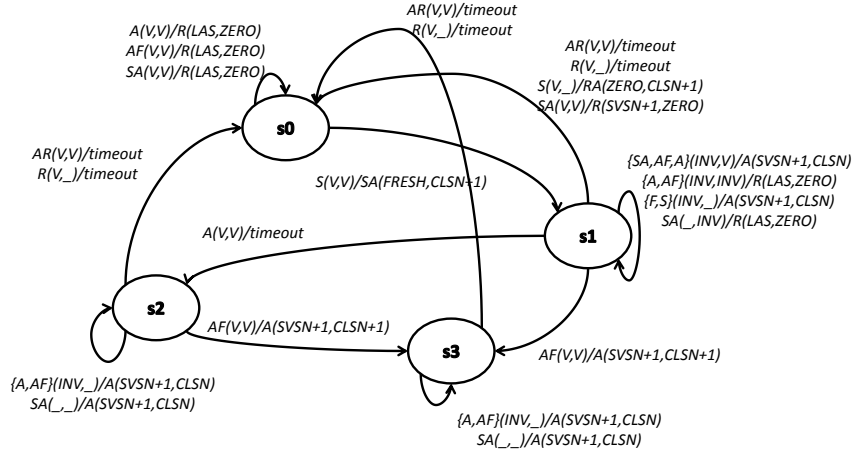 A(V,V)/R(LAS,ZERO)
AF(V,V)/R(LAS,ZERO)
SA(V,V)/R(LAS,ZERO)
AR(V,V)/timeout
R(V,_)/timeout
AR(V,V)/timeout
R(V,_)/timeout
S(V,_)/RA(ZERO,CLSN+1)
SA(V,V)/R(SVSN+1,ZERO)
s0
AR(V,V)/timeout
R(V,_)/timeout
S(V,V)/SA(FRESH,CLSN+1)
{SA,AF,A}(INV,V)/A(SVSN+1,CLSN)
{A,AF}(INV,INV)/R(LAS,ZERO)
{F,S}(INV,_)/A(SVSN+1,CLSN)
SA(_,INV)/R(LAS,ZERO)
s1
A(V,V)/timeout
s2
AF(V,V)/A(SVSN+1,CLSN+1)
s3
AF(V,V)/A(SVSN+1,CLSN+1)
{A,AF}(INV,_)/A(SVSN+1,CLSN)
SA(_,_)/A(SVSN+1,CLSN)
{A,AF}(INV,_)/A(SVSN+1,CLSN)
SA(_,_)/A(SVSN+1,CLSN)